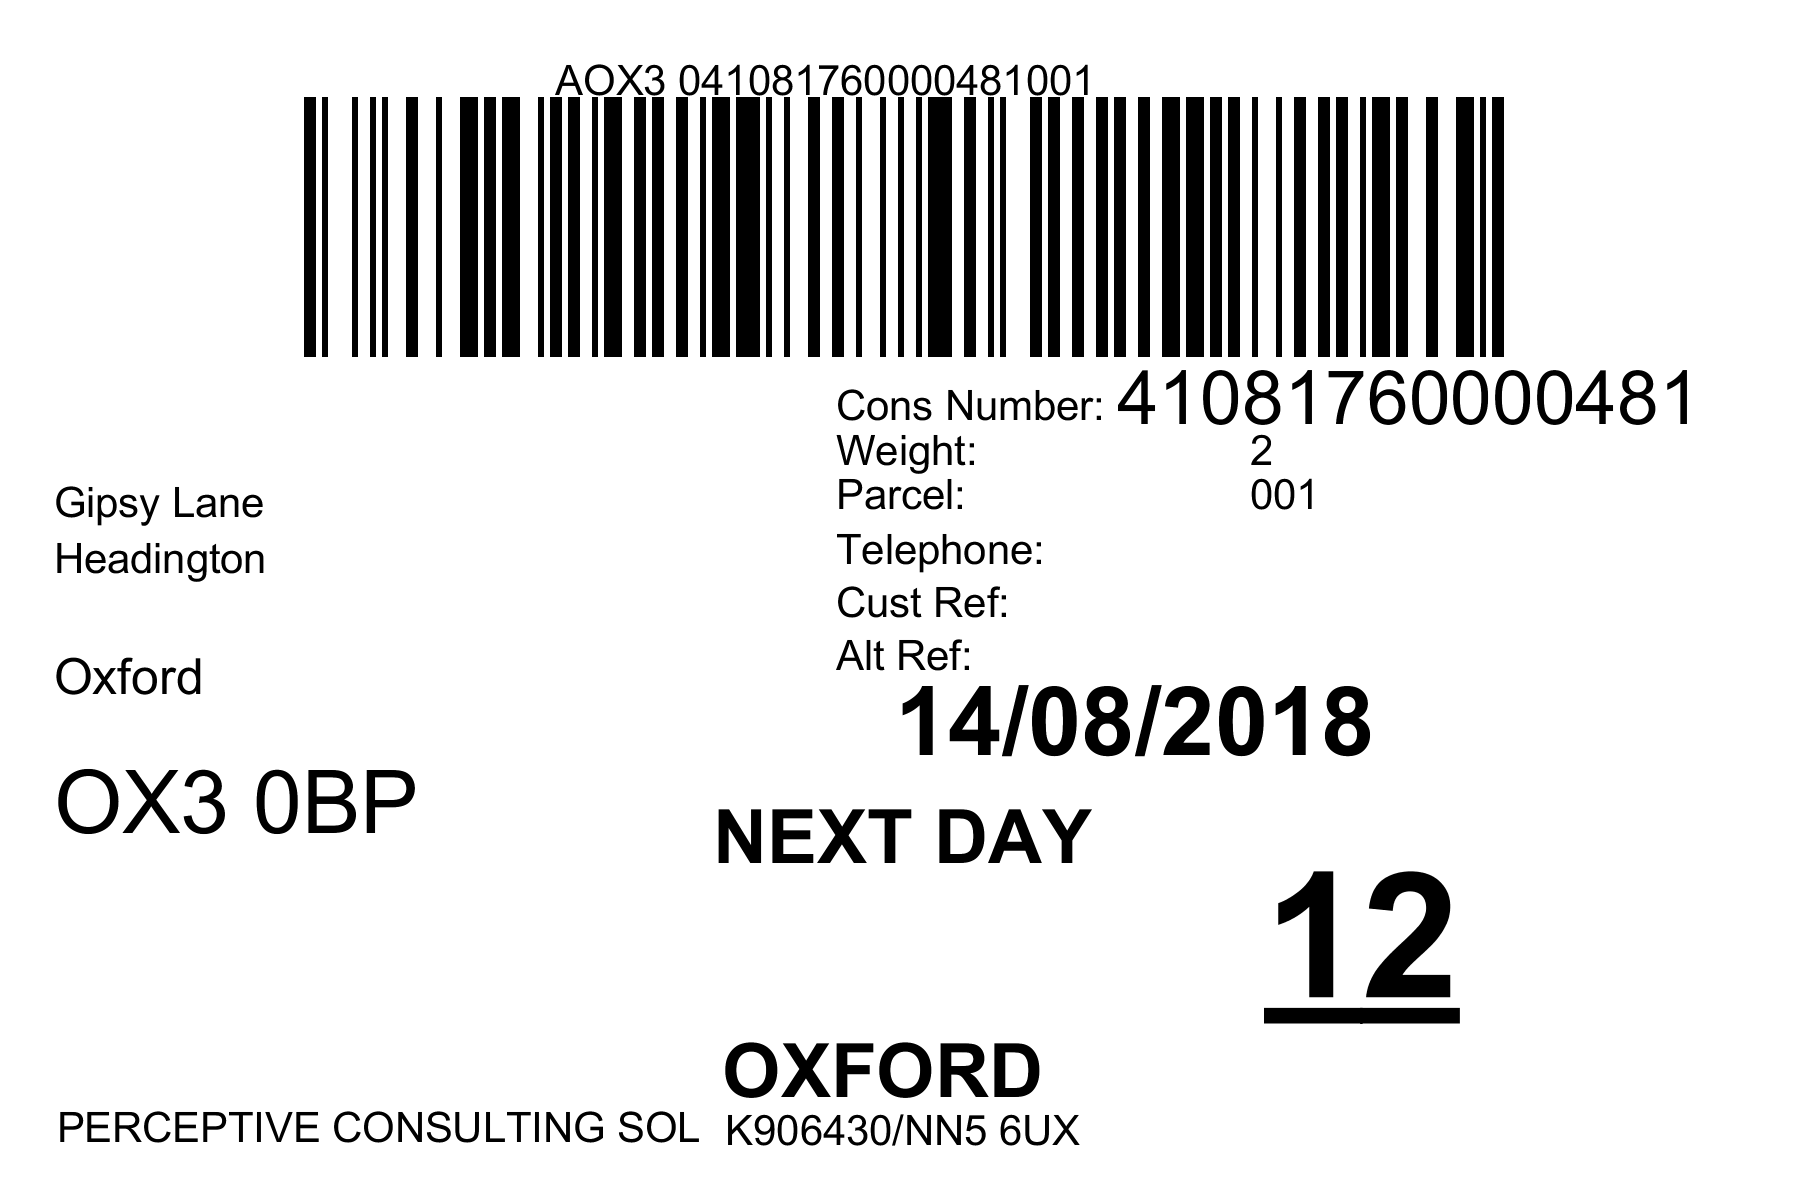 AOX3 041081760000481001
Cons Number: 41081760000481
Weight: 2
Parcel: 001
Telephone:
Cust Ref:
Alt Ref:
Gipsy Lane
Headington
Oxford
OX3 0BP
14/08/2018
NEXT DAY
12
OXFORD
PERCEPTIVE CONSULTING SOL K906430/NN5 6UX